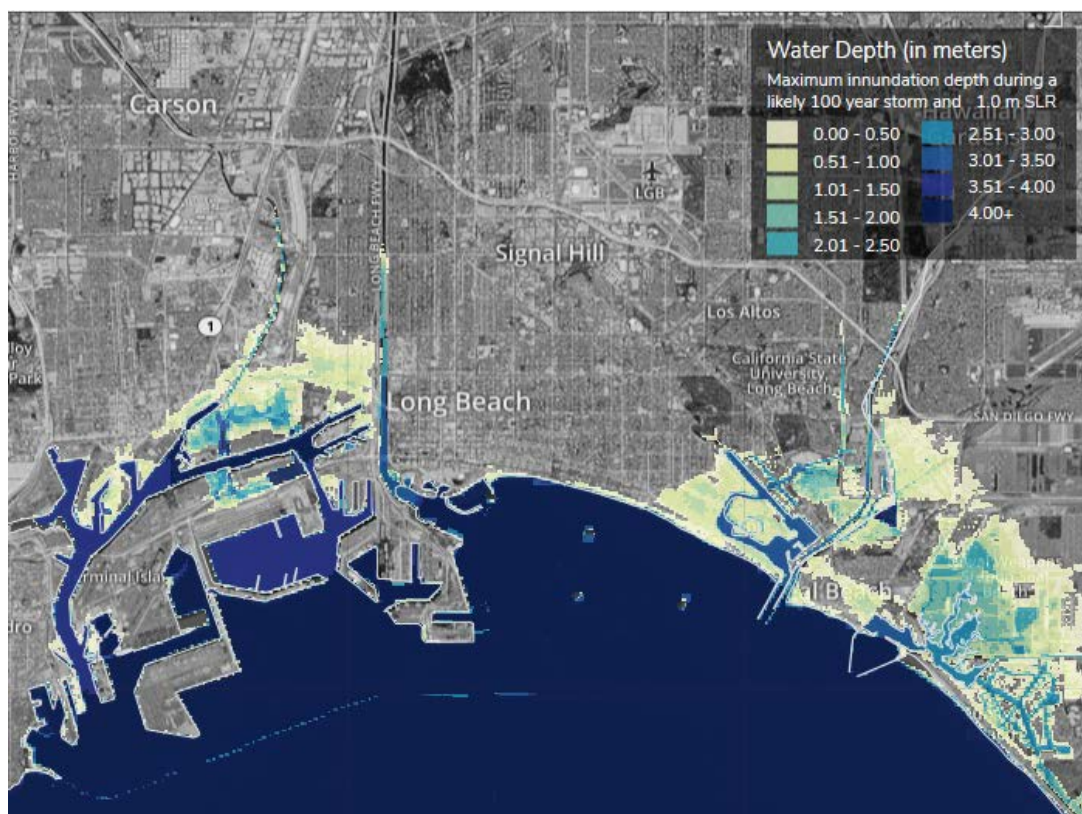 Water Depth (in meters)
Maximum innundation depth during a
likely 100 year storm and 1.0 m SLR
0.00 - 0.50
0.51 - 1.00
1.01 - 1.50
1.51 - 2.00
2.01 - 2.50
2.51 - 3.00
3.01 - 3.50
3.51 - 4.00
4.00+
Carson
HARBOR FWY
LONG BEACH FWY
LGB
Signal Hill
Los Altos
1
lloy
Park
California State
University,
Long Beach
Long Beach
SAN DIEGO FWY
rminal Isla
al Beach
dro